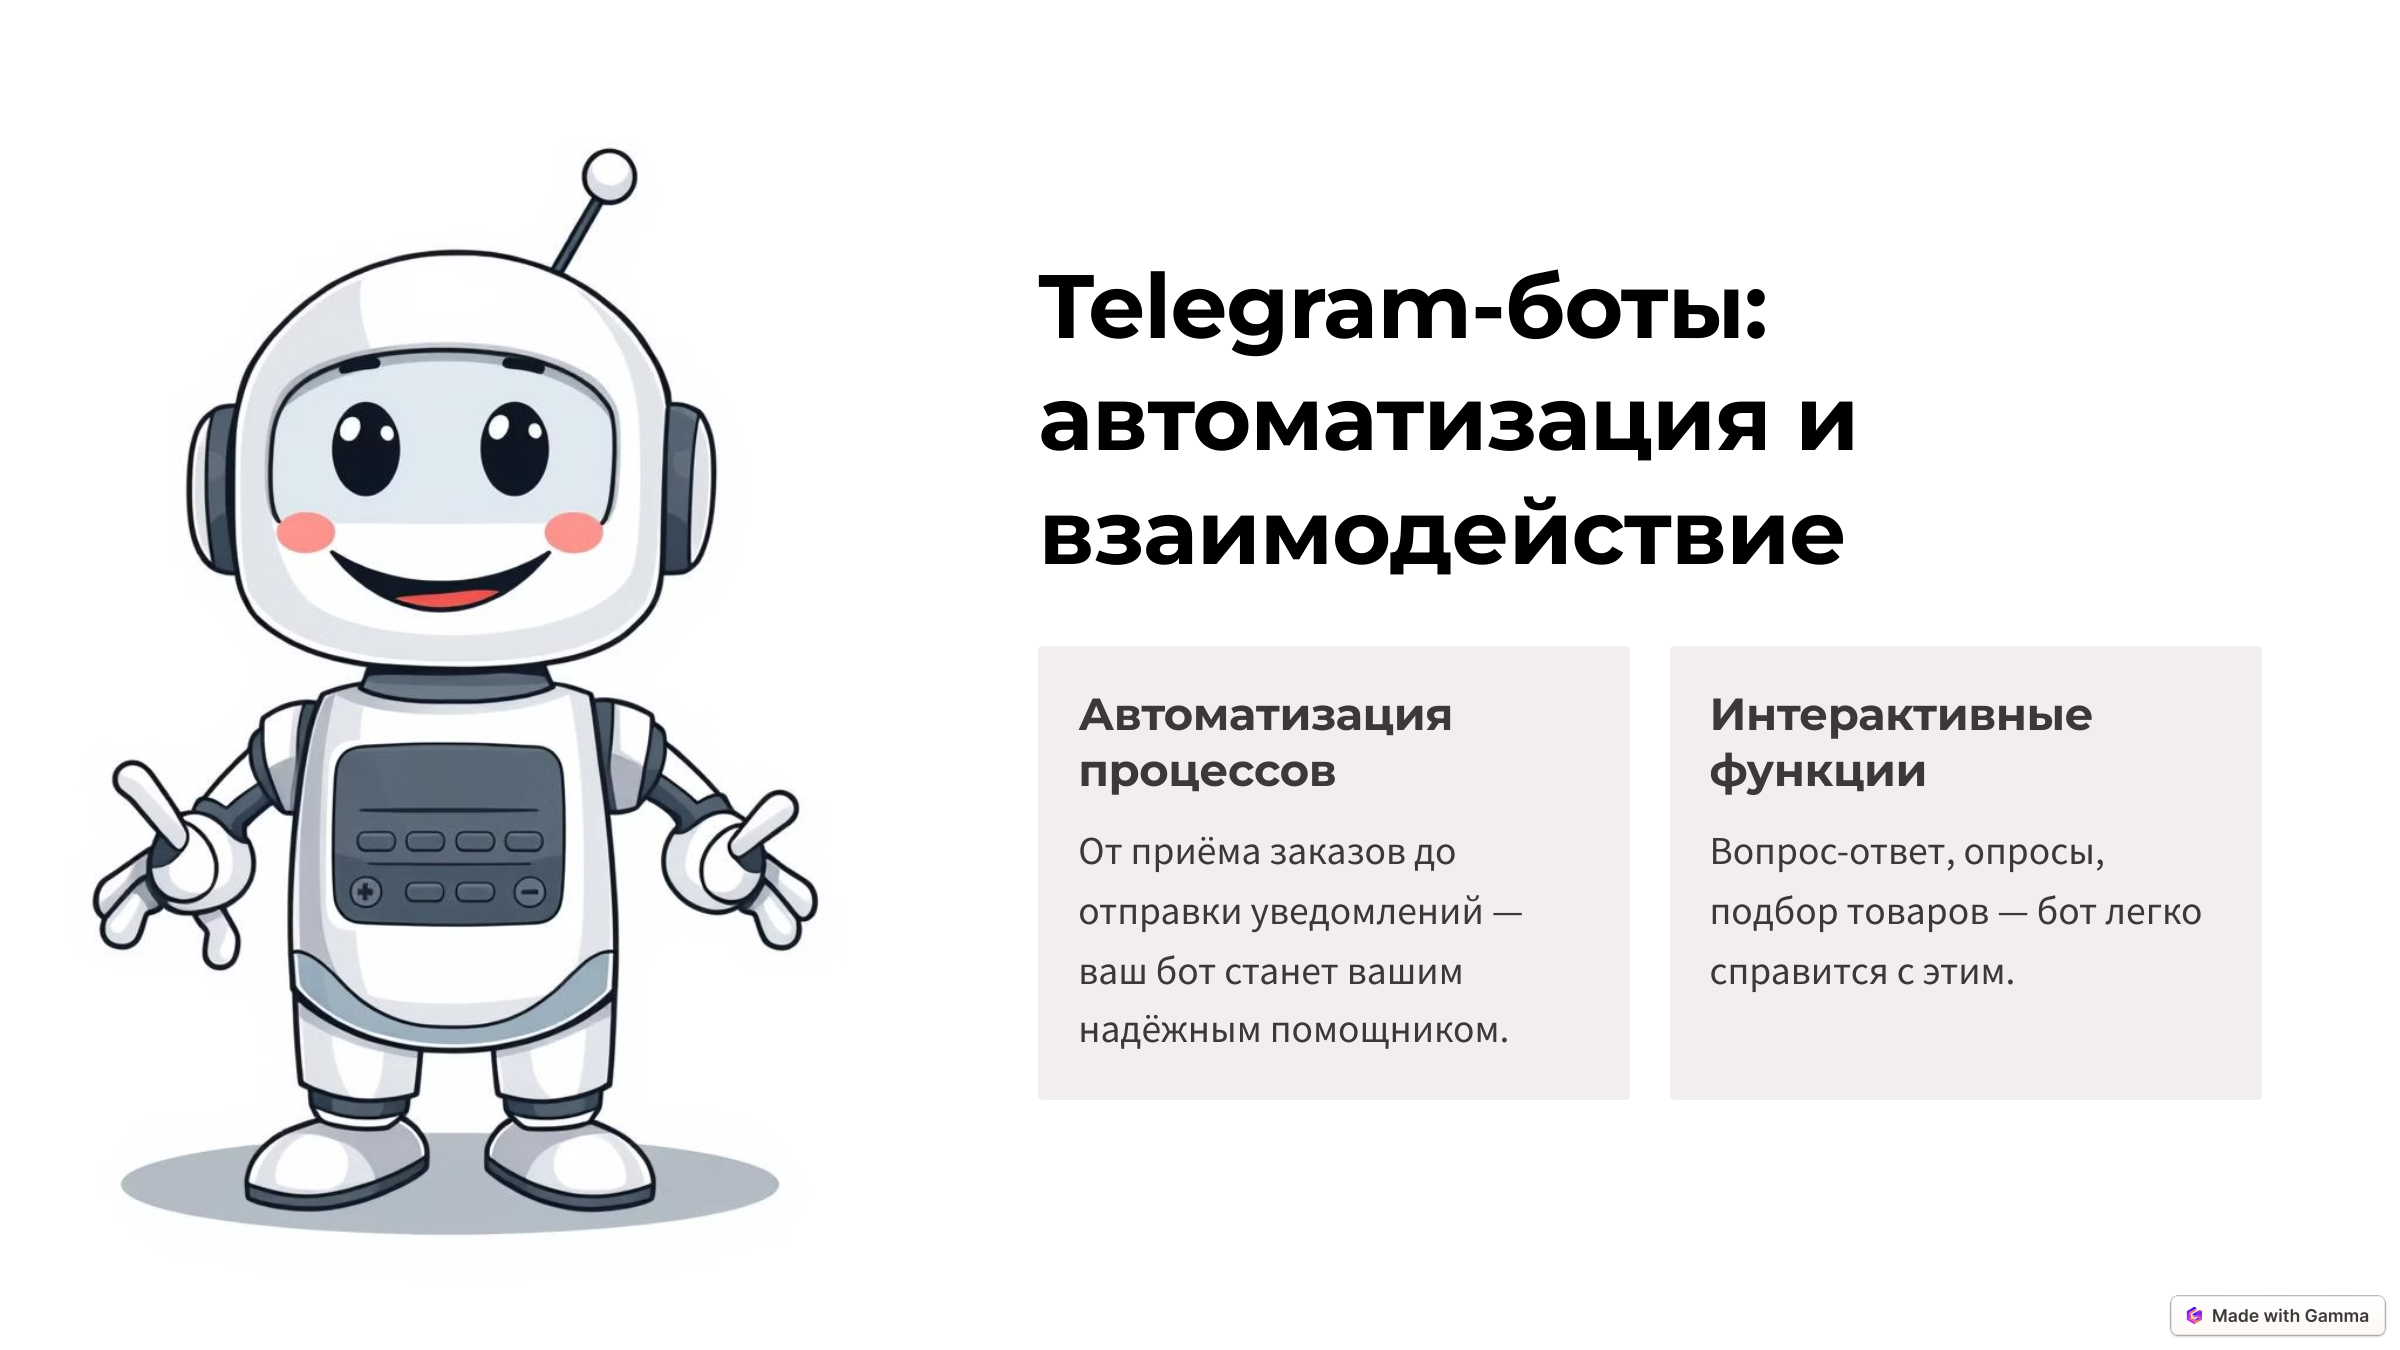 Telegram-боты:
автоматизация и
взаимодействие
Автоматизация
процессов
От приёма заказов до
отправки уведомлений —
ваш бот станет вашим
надёжным помощником.
Интерактивные
функции
Вопрос-ответ, опросы,
подбор товаров — бот легко
справится с этим.
Made with Gamma